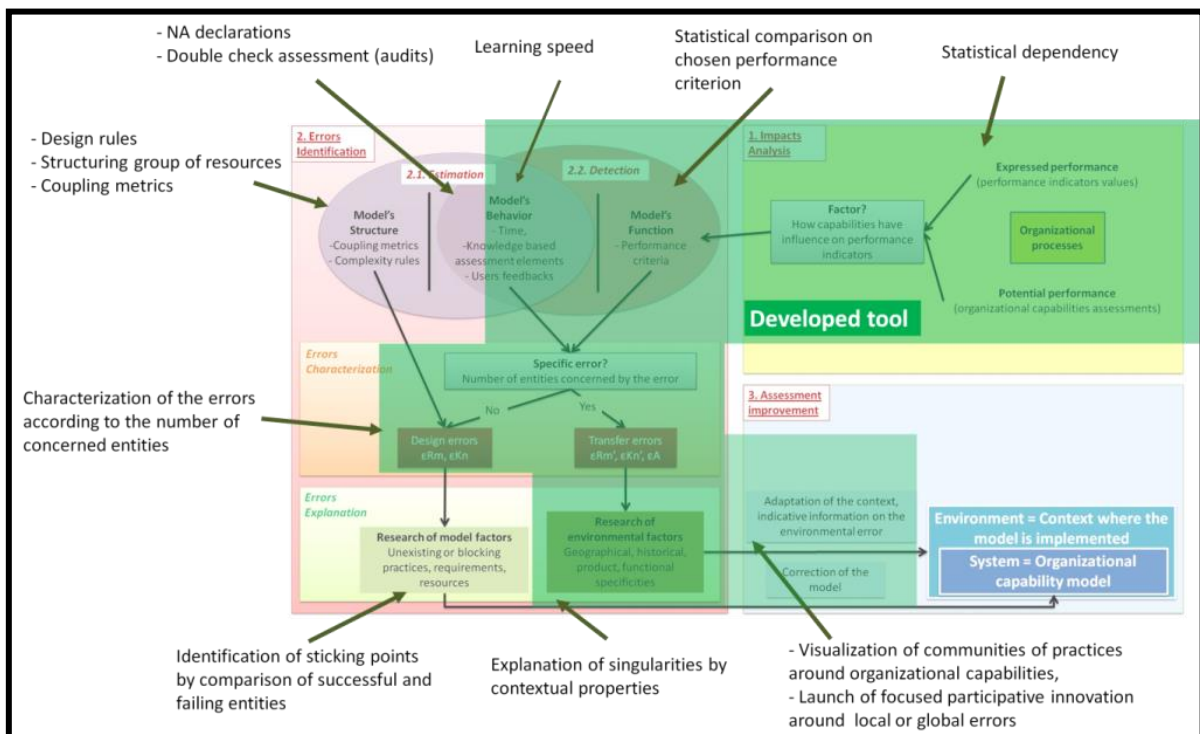 - NA declarations
- Double check assessment (audits)
Learning speed
Statistical comparison on
chosen performance
criterion
Statistical dependency
- Design rules
- Structuring group of resources
- Coupling metrics
2. Errors
Identification
2.1. Estimation
2.2. Detection
1. Impacts
Analysis
Model's
Structure
-Coupling metrics
- Complexity rules
Model's
Behavior
- Time,
-Knowledge based
assessment elements
- Users feedbacks
Model's
Function
- Performance
criteria
Factor?
How capabilities have
influence on performance
indicators
Expressed performance
(performance indicators values)
Organizational
processes
Potential performance
(organizational capabilities assessments)
Developed tool
Errors
Characterization
Specific error?
Number of entities concerned by the error
No
Yes
Characterization of the errors
according to the number of
concerned entities
Design errors
εRm, εKn
Transfer errors
εRm', εKn', εA
3. Assessment
improvement
Errors
Explanation
Research of model factors
Unexisting or blocking
practices, requirements,
resources
Research of
environmental factors
Geographical, historical,
product, functional
specificities
Adaptation of the context,
indicative information on the
environmental error
Correction of the
model
Environment = Context where the
model is implemented
System = Organizational
capability model
Identification of sticking points
by comparison of successful and
failing entities
Explanation of singularities by
contextual properties
- Visualization of communities of practices
around organizational capabilities,
- Launch of focused participative innovation
around local or global errors